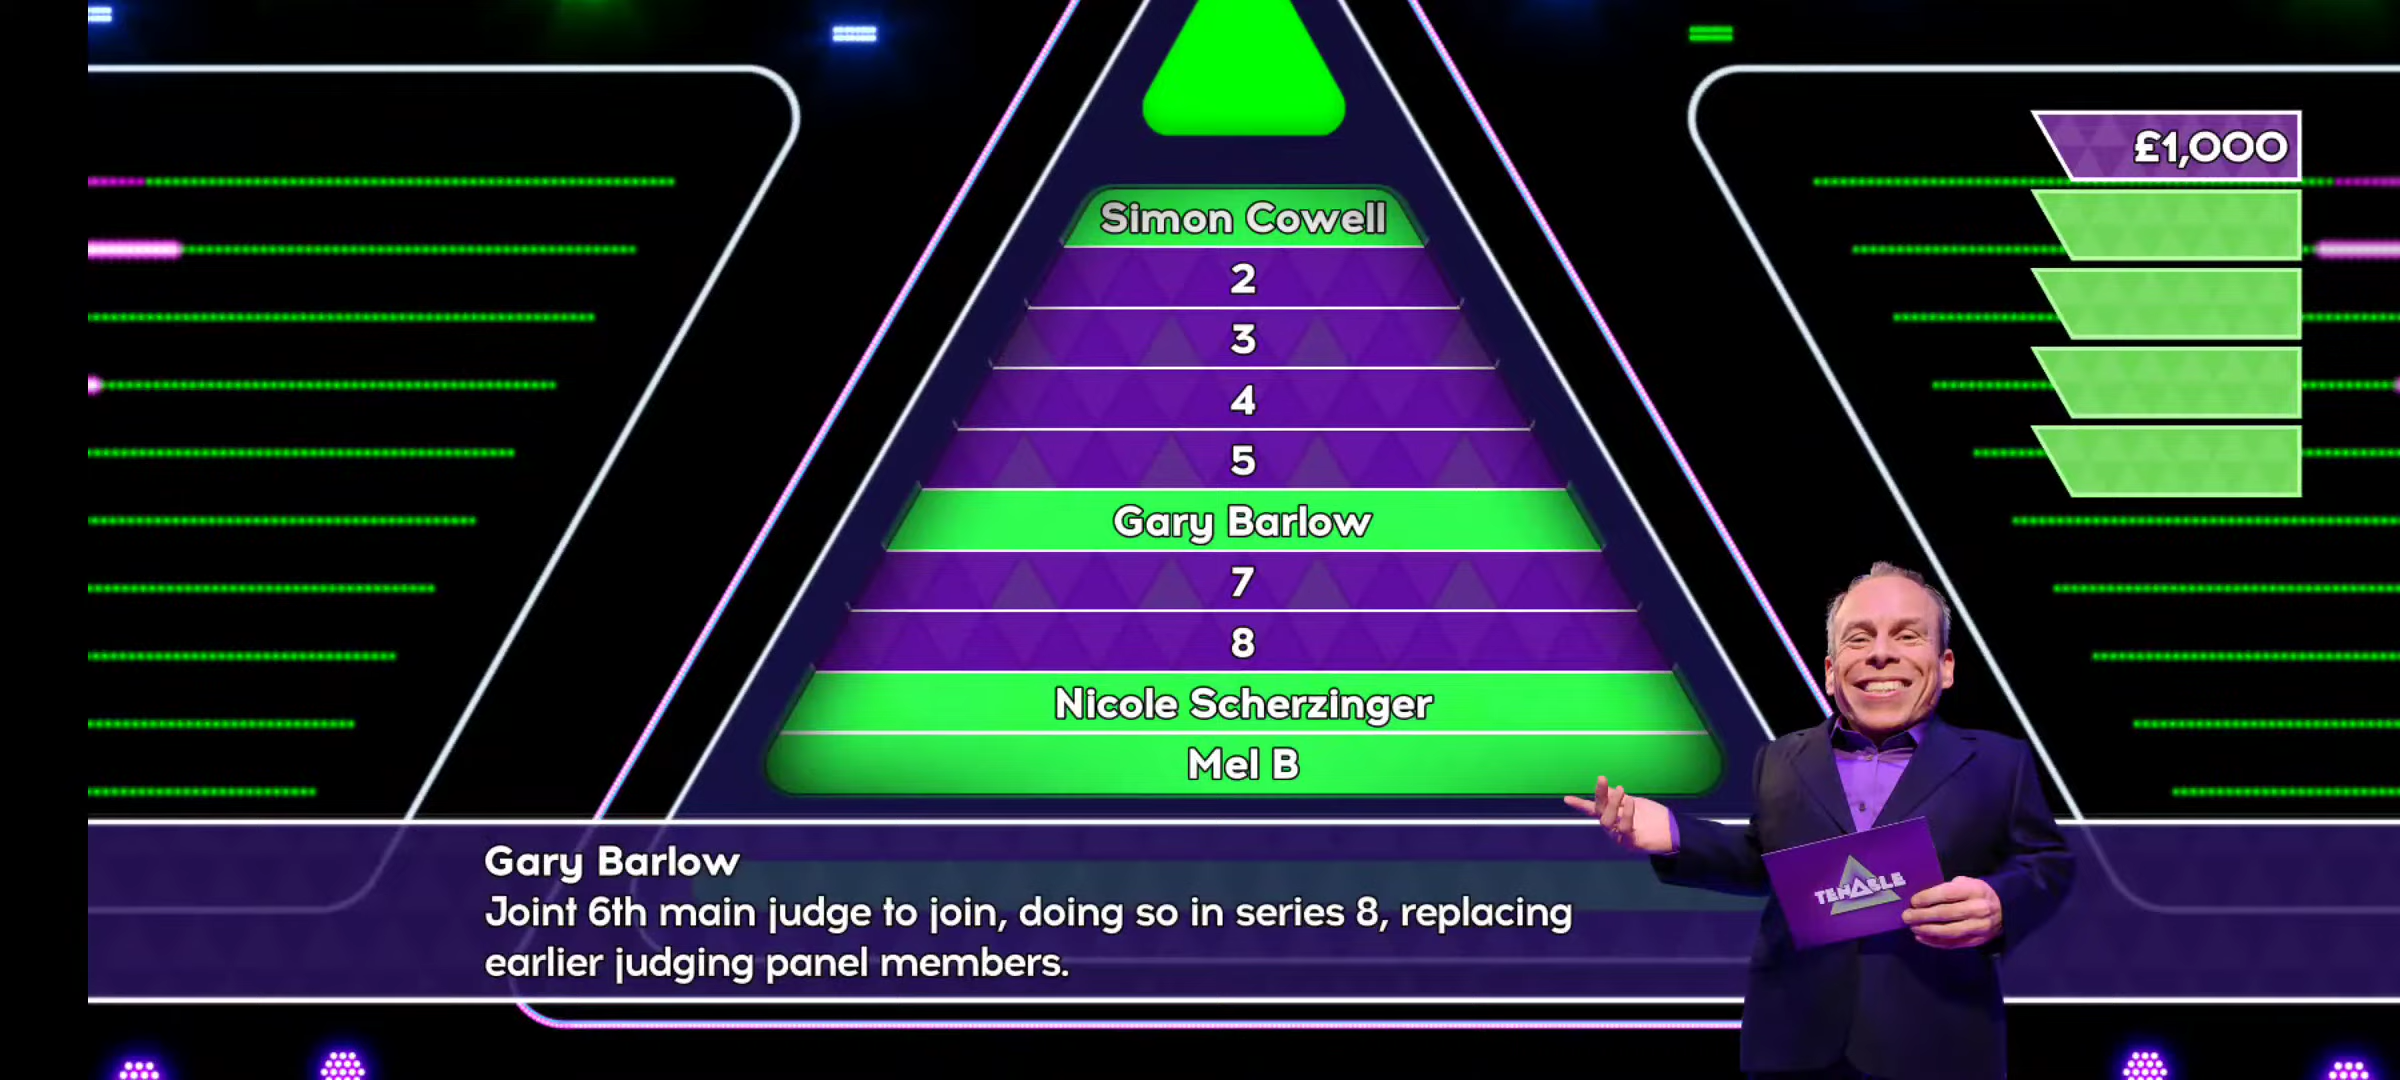 £1,000
Simon Cowell
2
3
4
5
Gary Barlow
7
8
Nicole Scherzinger
Mel B
Gary Barlow
Joint 6th main judge to join, doing so in series 8, replacing
earlier judging panel members.
TENABLE